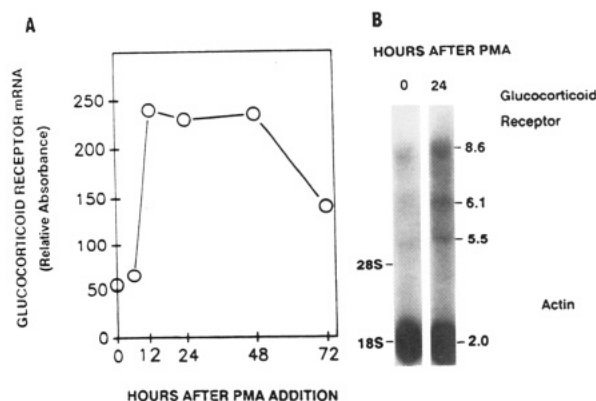 A
GLUCOCORTICOID RECEPTOR mRNA
(Relative Absorbance)
250
200
150
100
50
0
0 12 24 48 72
HOURS AFTER PMA ADDITION
B
HOURS AFTER PMA
0 24
Glucocorticoid
Receptor
8.6
6.1
5.5
28S
Actin
18S
2.0